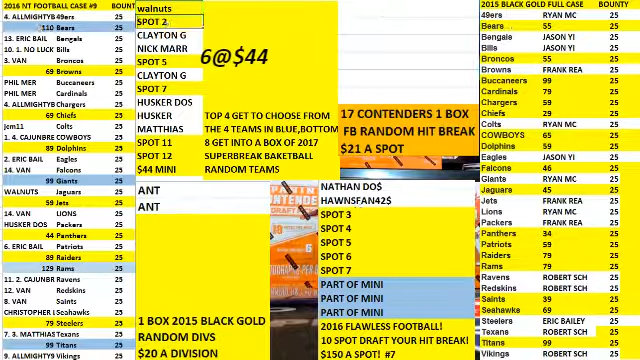 2016 NT FOOTBALL CASE #9 BOUNTY
4. ALLMIGHTYB 49ers 25
110 Bears 25
13. ERIC BAIL Bengals 25
10. 1. NO LUCK Bills 25
3. VAN Broncos 25
69 Browns 25
PHIL MER Buccaneers 25
PHIL MER Cardinals 25
4. ALLMIGHTYB Chargers 25
69 Chiefs 25
jcm11 Colts 25
1. 4. CAJUNBRE COWBOYS 25
89 Dolphins 25
2. ERIC BAIL Eagles 25
14. VAN Falcons 25
99 Giants 25
WALNUTS Jaguars 25
59 Jets 25
14. VAN LIONS 25
HUSKER DOS Packers 25
44 Panthers 25
6. ERIC BAIL Patriots 25
89 Raiders 25
129 Rams 25
11. 2. CAJUNBR Ravens 25
12. VAN Redskins 25
8. VAN Saints 25
CHRISTOPHER Seahawks 25
79 Steelers 25
7. 3. MATTHIAS Texans 25
99 Titans 25
9. ALLMIGHTYB Vikings 25
walnuts
SPOT 2
CLAYTON G
NICK MARR
SPOT 5
CLAYTON G
SPOT 7
HUSKER DOS
HUSKER
MATTHIAS
SPOT 11
SPOT 12
$44 MINI
6@$44
TOP 4 GET TO CHOOSE FROM
THE 4 TEAMS IN BLUE,BOTTOM
8 GET INTO A BOX OF 2017
SUPERBREAK BAKETBALL
RANDOM TEAMS
17 CONTENDERS 1 BOX
FB RANDOM HIT BREAK
$21 A SPOT
ANT
ANT
1 BOX 2015 BLACK GOLD
RANDOM DIVS
$20 A DIVISION
NATHAN DO$
HAWNSFAN42$
SPOT 3
SPOT 4
SPOT 5
SPOT 6
SPOT 7
PART OF MINI
PART OF MINI
PART OF MINI
2016 FLAWLESS FOOTBALL!
10 SPOT DRAFT YOUR HIT BREAK!
$150 A SPOT! #7
2015 BLACK GOLD FULL CASE BOUNTY
49ers RYAN MC 25
Bears 55 25
Bengals JASON YI 25
Bills JASON YI 25
Broncos 55 25
Browns FRANK REA 25
Buccaneers 99 25
Cardinals 79 25
Chargers 59 25
Chiefs 29 25
Colts RYAN MC 25
COWBOYS 65 25
Dolphins 59 25
Eagles JASON YI 25
Falcons 46 25
Giants RYAN MC 25
Jaguars 45 25
Jets FRANK REA 25
Lions RYAN MC 25
Packers FRANK REA 25
Panthers 34 25
Patriots 59 25
Raiders 79 25
Rams 79 25
Ravens ROBERT SCH 25
Redskins ROBERT SCH 25
Saints 39 25
Seahawks 69 25
Steelers ERIC BAILEY 25
Texans ROBERT SCH 25
Titans 99 25
Vikings ROBERT SCH 25